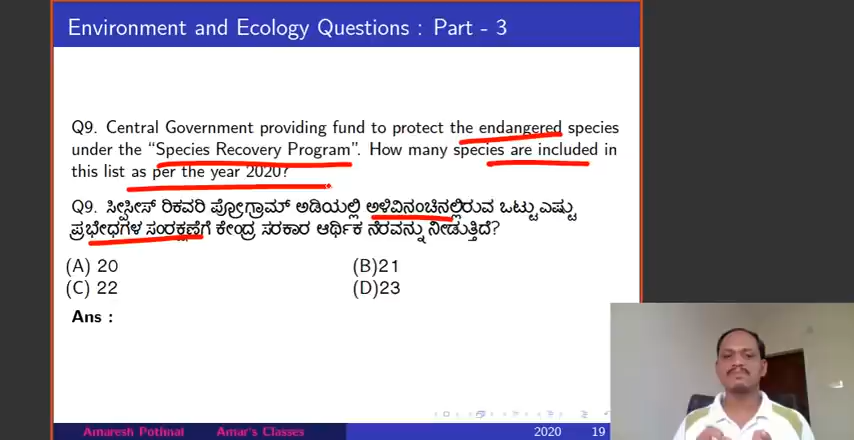 Environment and Ecology Questions : Part - 3
Q9. Central Government providing fund to protect the endangered species
under the “Species Recovery Program”. How many species are included in
this list as per the year 2020?
Q9. ಸ್ಪೀಸೀಸ್ ರಿಕವರಿ ಪ್ರೋಗ್ರಾಮ್ ಅಡಿಯಲ್ಲಿ ಅಳಿವಿನಂಚಿನಲ್ಲಿರುವ ಒಟ್ಟು ಎಷ್ಟು
ಪ್ರಭೇಧಗಳ ಸಂರಕ್ಷಣೆಗೆ ಕೇಂದ್ರ ಸರಕಾರ ಆರ್ಥಿಕ ನೆರವನ್ನು ನೀಡುತ್ತಿದೆ?
(A) 20 (B)21
(C) 22 (D)23
Ans :
Amaresh Pothnal Amar's Classes 2020 19